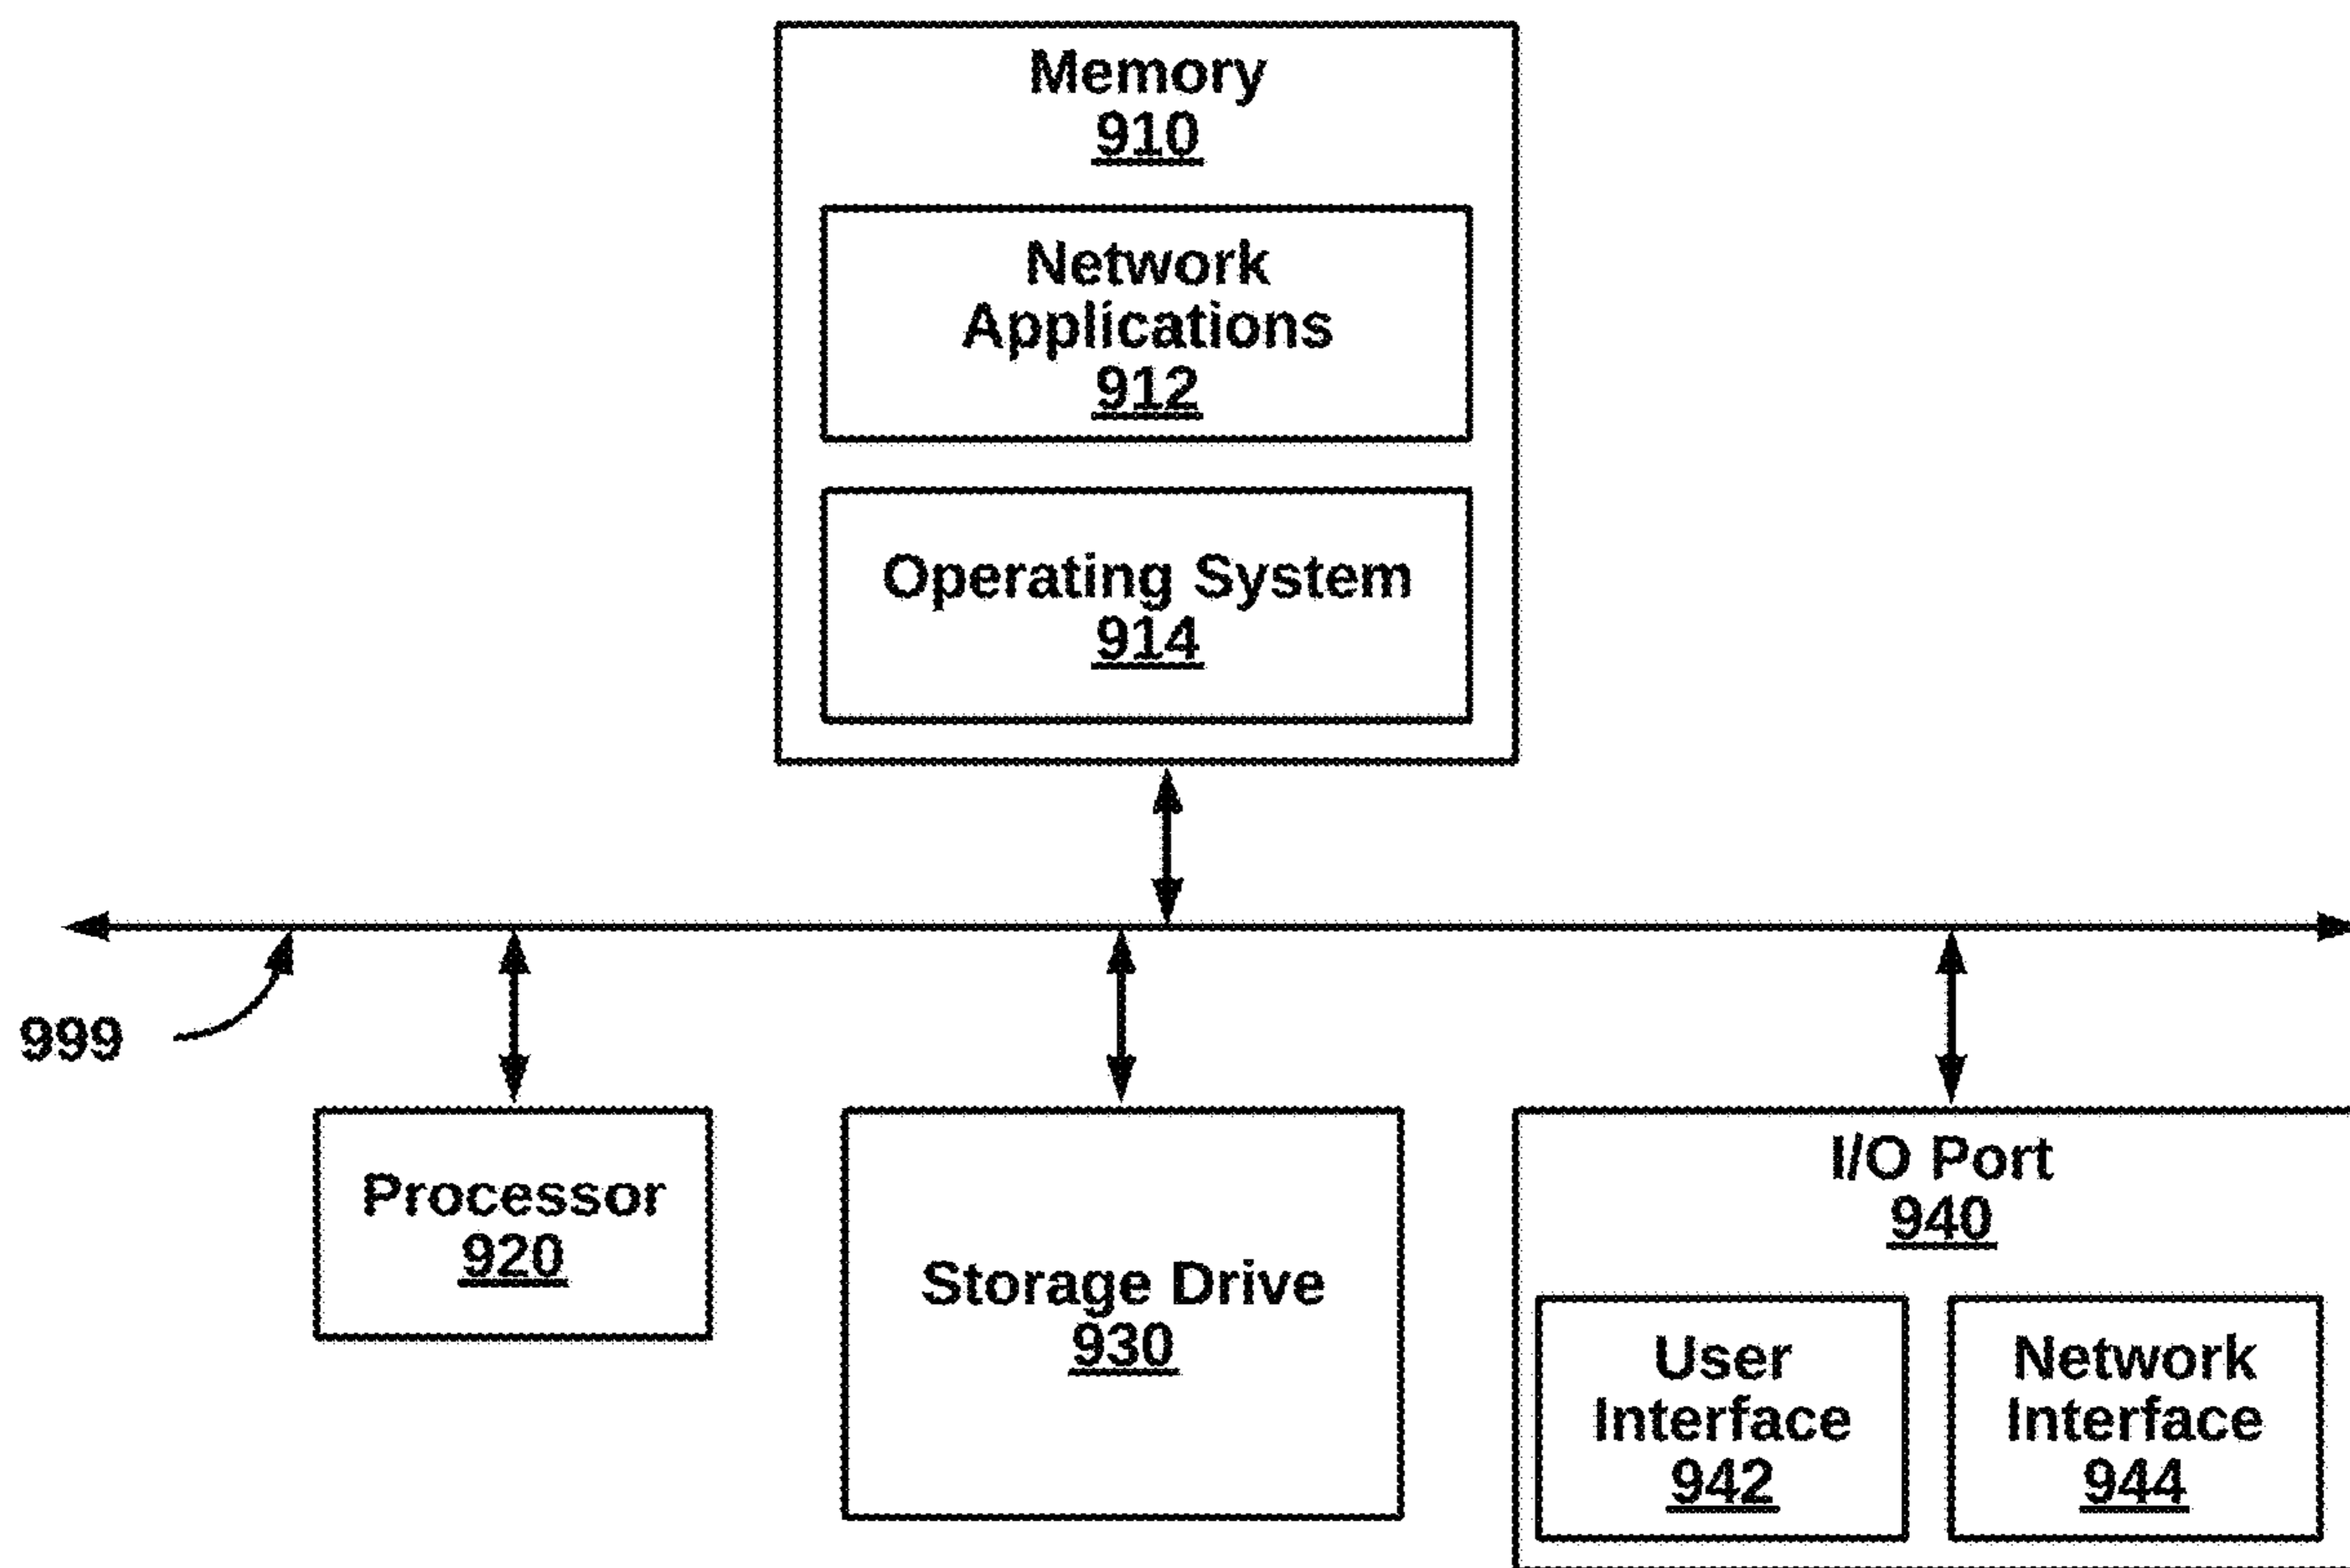 Memory
910
Network
Applications
912
Operating System
914
999
Processor
920
Storage Drive
930
I/O Port
940
User
Interface
942
Network
Interface
944